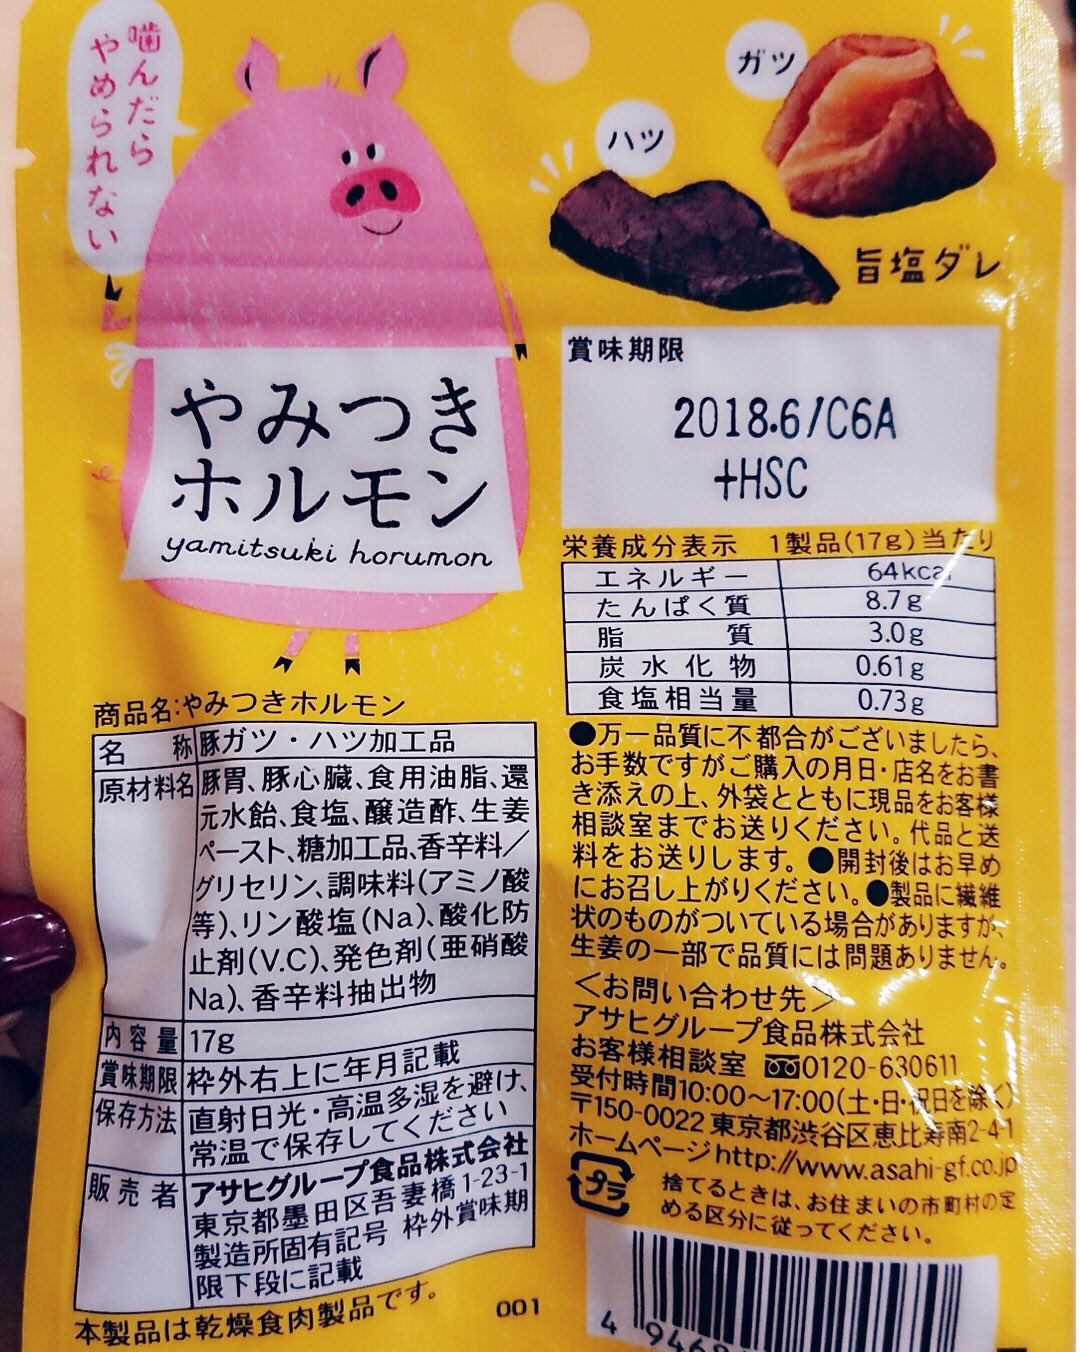 噛んだら
やめられない
ガツ
ハツ
旨塩ダレ
やみつき
ホルモン
yamitsuki horumon
賞味期限
2018.6/C6A
+HSC
栄養成分表示 1製品(17g)当たり
エネルギー 64kcal
たんぱく質 8.7g
脂質 3.0g
炭水化物 0.61g
食塩相当量 0.73g
商品名:やみつきホルモン
名称 豚ガツ・ハツ加工品
原材料名 豚胃、豚心臓、食用油脂、還
元水飴、食塩、醸造酢、生姜
ペースト、糖加工品、香辛料/
グリセリン、調味料(アミノ酸
等)、リン酸塩(Na)、酸化防
止剤(V.C)、発色剤(亜硝酸
Na)、香辛料抽出物
内容量 17g
賞味期限 枠外右上に年月記載
保存方法 直射日光・高温多湿を避け、
常温で保存してください
販売者 アサヒグループ食品株式会社
東京都墨田区吾妻橋1-23-1
製造所固有記号 枠外賞味期
限下段に記載
本製品は乾燥食肉製品です。
001
●万一品質に不都合がございましたら、
お手数ですがご購入の月日・店名をお書
き添えの上、外袋とともに現品をお客様
相談室までお送りください。代品と送
料をお送りします。●開封後はお早め
にお召し上がりください。●製品に繊維
状のものがついている場合がありますが、
生姜の一部で品質には問題ありません。
<お問い合わせ先>
アサヒグループ食品株式会社
お客様相談室 0120-630611
受付時間10:00〜17:00(土・日・祝日を除く)
〒150-0022 東京都渋谷区恵比寿南2-4-1
ホームページhttp://www.asahi-gf.co.jp
プラ
捨てるときは、お住まいの市町村の定
める区分に従ってください。